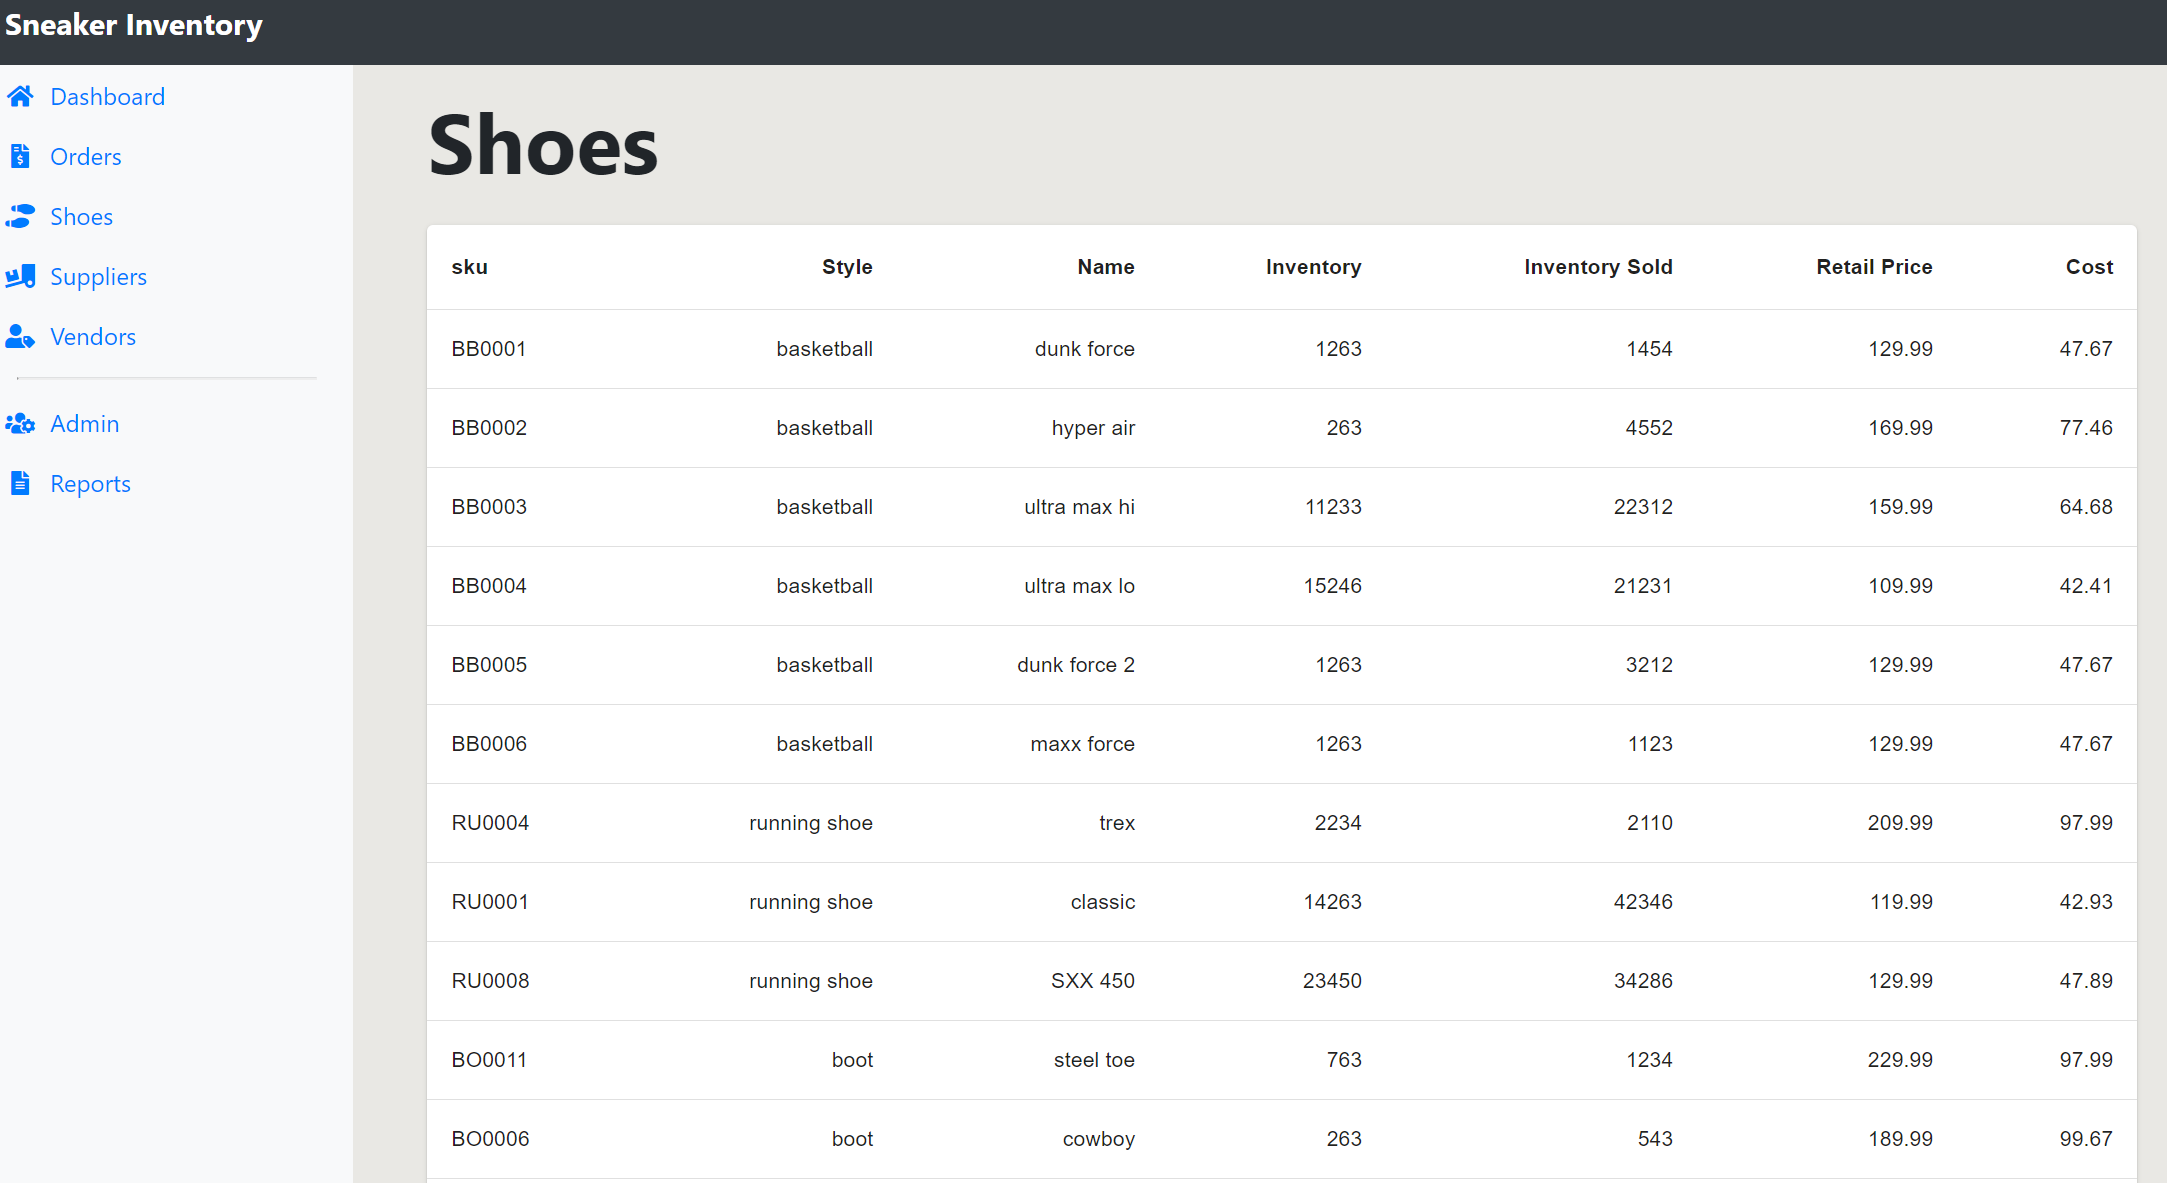 Sneaker Inventory
Dashboard
Orders
Shoes
Suppliers
Vendors
Admin
Reports
Shoes
sku Style Name Inventory Inventory Sold Retail Price Cost
BB0001 basketball dunk force 1263 1454 129.99 47.67
BB0002 basketball hyper air 263 4552 169.99 77.46
BB0003 basketball ultra max hi 11233 22312 159.99 64.68
BB0004 basketball ultra max lo 15246 21231 109.99 42.41
BB0005 basketball dunk force 2 1263 3212 129.99 47.67
BB0006 basketball maxx force 1263 1123 129.99 47.67
RU0004 running shoe trex 2234 2110 209.99 97.99
RU0001 running shoe classic 14263 42346 119.99 42.93
RU0008 running shoe SXX 450 23450 34286 129.99 47.89
BO0011 boot steel toe 763 1234 229.99 97.99
BO0006 boot cowboy 263 543 189.99 99.67